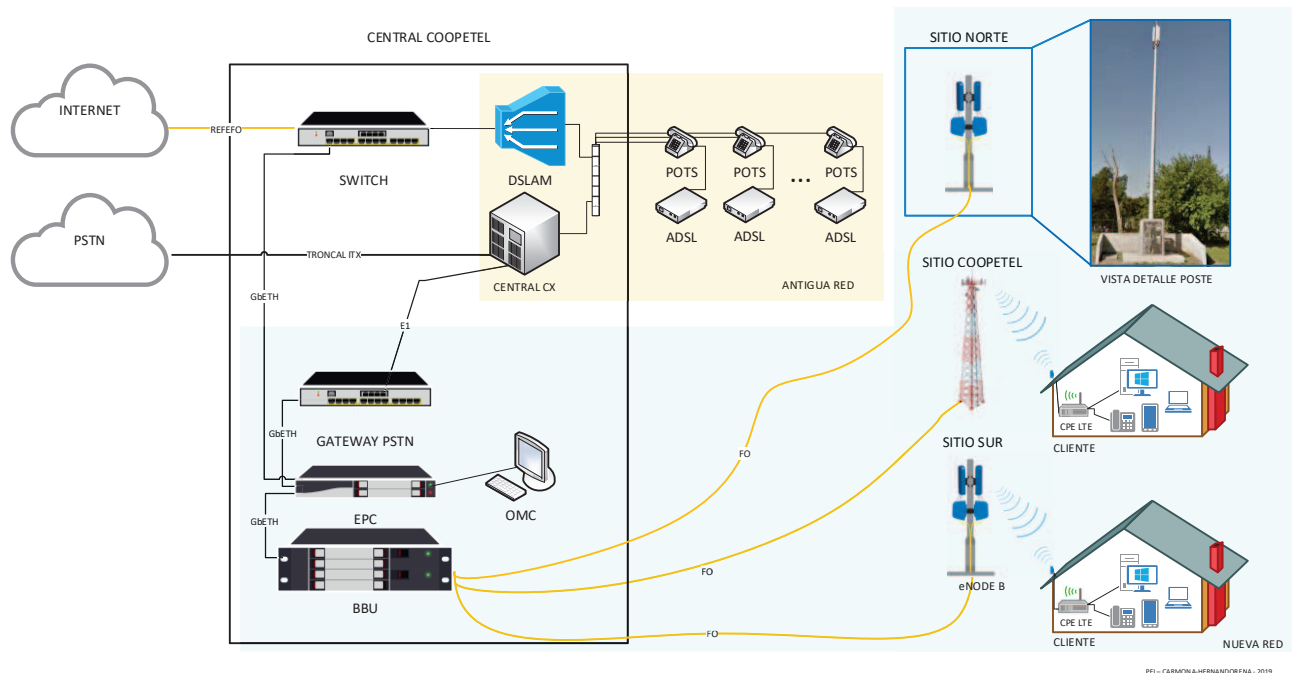 CENTRAL COOPETEL
SITIO NORTE
INTERNET
REFEFO
SWITCH
DSLAM
POTS
POTS
...
POTS
ADSL
ADSL
ADSL
PSTN
TRONCAL ITX
CENTRAL CX
ANTIGUA RED
SITIO COOPETEL
VISTA DETALLE POSTE
GbETH
E1
CPE LTE
CLIENTE
GbETH
GATEWAY PSTN
FO
SITIO SUR
EPC
OMC
GbETH
BBU
FO
eNODE B
CPE LTE
FO
CLIENTE
NUEVA RED
PFI – CARMONA-HERNANDORENA - 2019